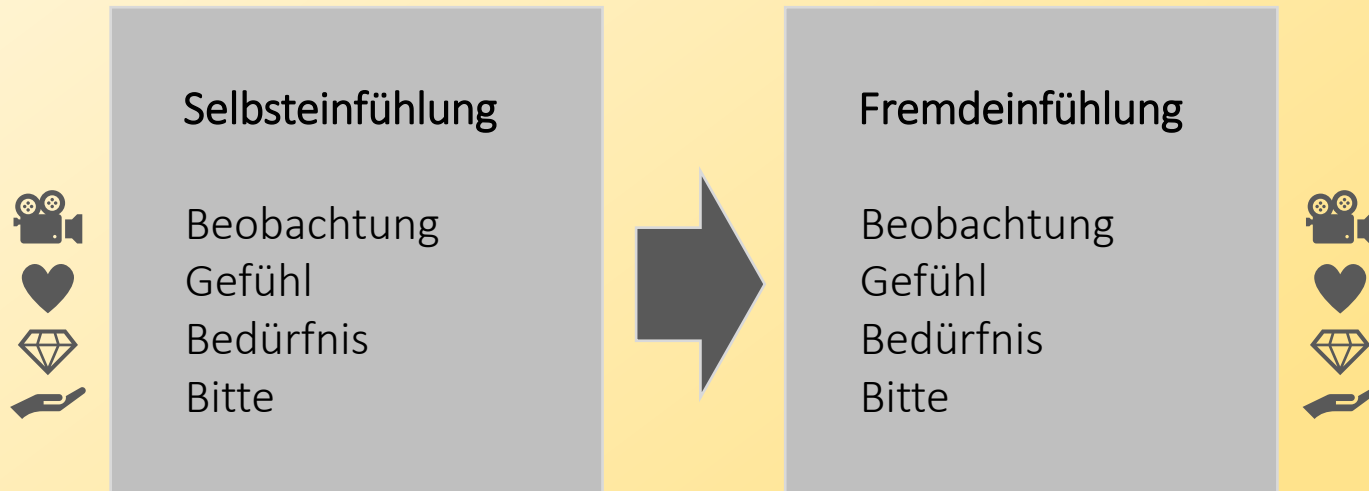 Selbsteinfühlung
Beobachtung
Gefühl
Bedürfnis
Bitte
Fremdeinfühlung
Beobachtung
Gefühl
Bedürfnis
Bitte